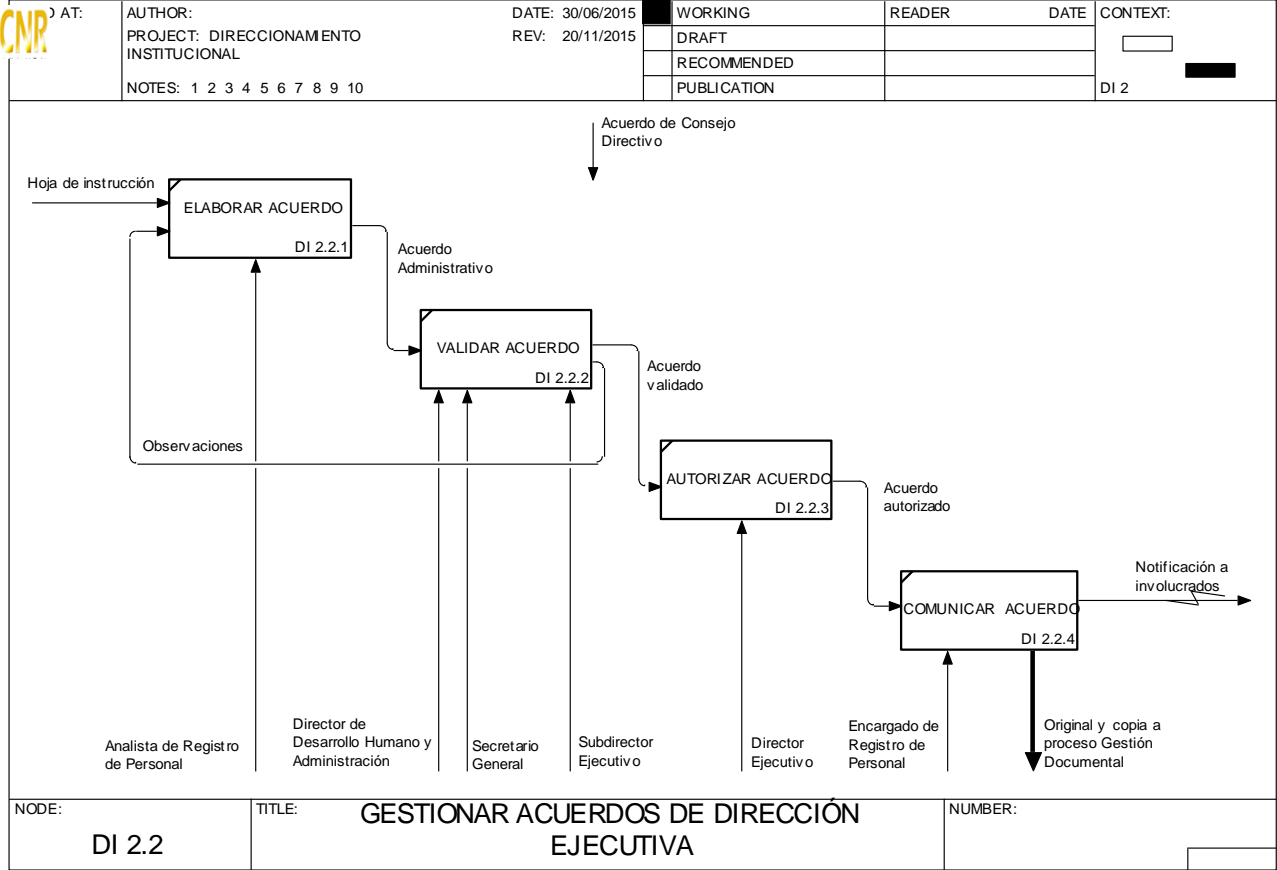 CNR
D AT:
AUTHOR:
DATE: 30/06/2015
PROJECT: DIRECCIONAMIENTO
INSTITUCIONAL
REV: 20/11/2015
NOTES: 1 2 3 4 5 6 7 8 9 10
WORKING
DRAFT
RECOMMENDED
PUBLICATION
READER DATE
CONTEXT:
DI 2
Acuerdo de Consejo
Directivo
Hoja de instrucción
ELABORAR ACUERDO
DI 2.2.1
Acuerdo
Administrativo
VALIDAR ACUERDO
DI 2.2.2
Acuerdo
validado
Observaciones
AUTORIZAR ACUERDO
DI 2.2.3
Acuerdo
autorizado
COMUNICAR ACUERDO
DI 2.2.4
Notificación a
involucrados
Analista de Registro
de Personal
Director de
Desarrollo Humano y
Administración
Secretario
General
Subdirector
Ejecutivo
Director
Ejecutivo
Encargado de
Registro de
Personal
Original y copia a
proceso Gestión
Documental
NODE:
DI 2.2
TITLE:
GESTIONAR ACUERDOS DE DIRECCIÓN
EJECUTIVA
NUMBER: